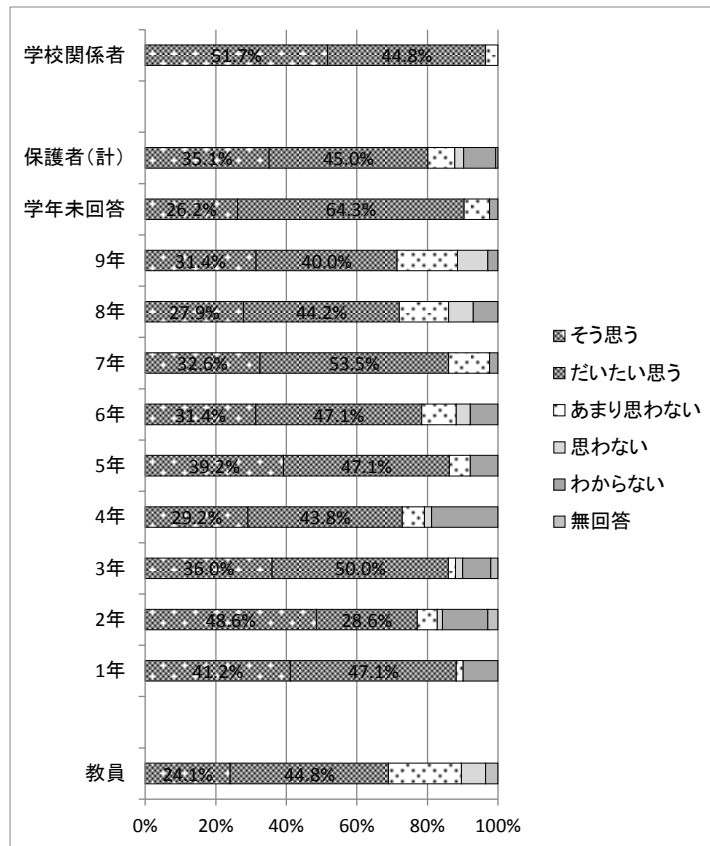 学校関係者 51.7% 44.8%
保護者（計） 35.1% 45.0%
学年未回答 26.2% 64.3%
9年 31.4% 40.0%
8年 27.9% 44.2%
7年 32.6% 53.5%
6年 31.4% 47.1%
5年 39.2% 47.1%
4年 29.2% 43.8%
3年 36.0% 50.0%
2年 48.6% 28.6%
1年 41.2% 47.1%
教員 24.1% 44.8%
0% 20% 40% 60% 80% 100%
そう思う
だいたい思う
あまり思わない
思わない
わからない
無回答